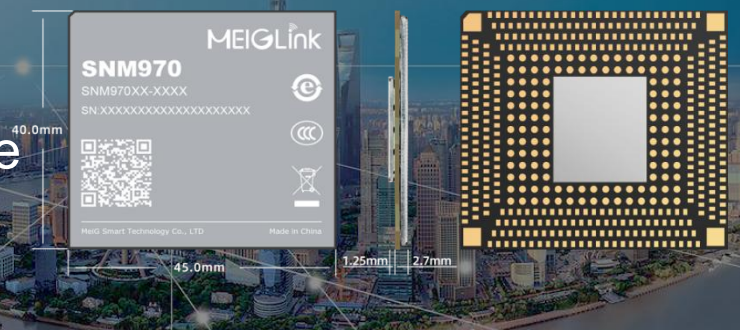 MEIGLink
SNM970
SNM970XX-XXXX
SN:XXXXXXXXXXXXXXXXXXXX
40.0mm
e
MeiG Smart Technology Co., LTD
Made in China
45.0mm
1.25mm
2.7mm